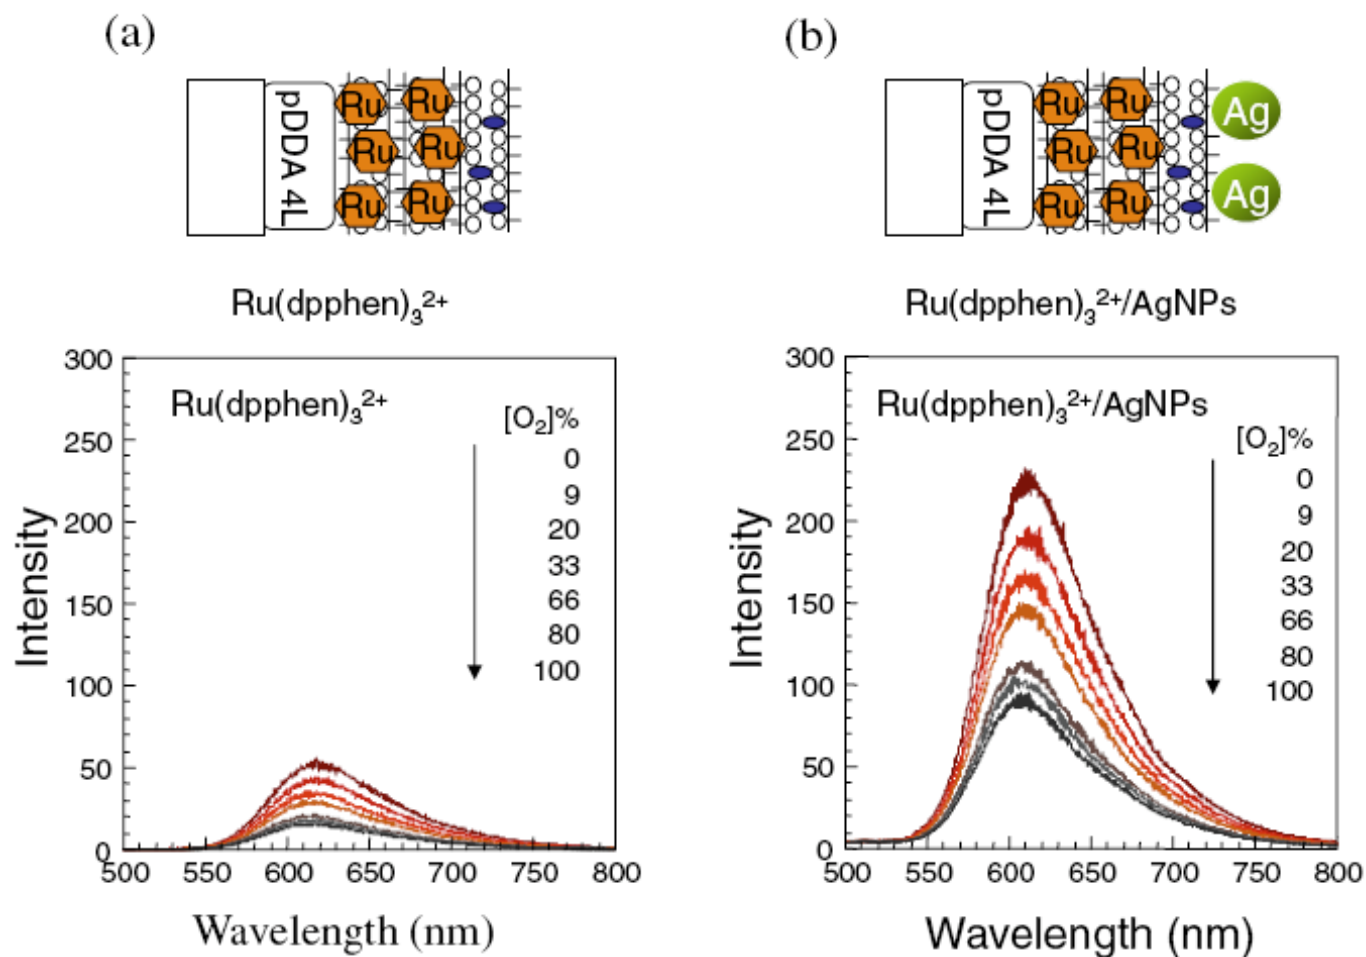 (a)
pDDA 4L
Ru
Ru
Ru
Ru
Ru
Ru
Ru(dpphen)₃²⁺
300
250
200
150
100
50
0
Intensity
Ru(dpphen)₃²⁺
[O₂]%
0
9
20
33
66
80
100
500 550 600 650 700 750 800
Wavelength (nm)
(b)
pDDA 4L
Ru
Ru
Ru
Ru
Ru
Ru
Ag
Ag
Ru(dpphen)₃²⁺/AgNPs
300
250
200
150
100
50
0
Intensity
Ru(dpphen)₃²⁺/AgNPs
[O₂]%
0
9
20
33
66
80
100
500 550 600 650 700 750 800
Wavelength (nm)